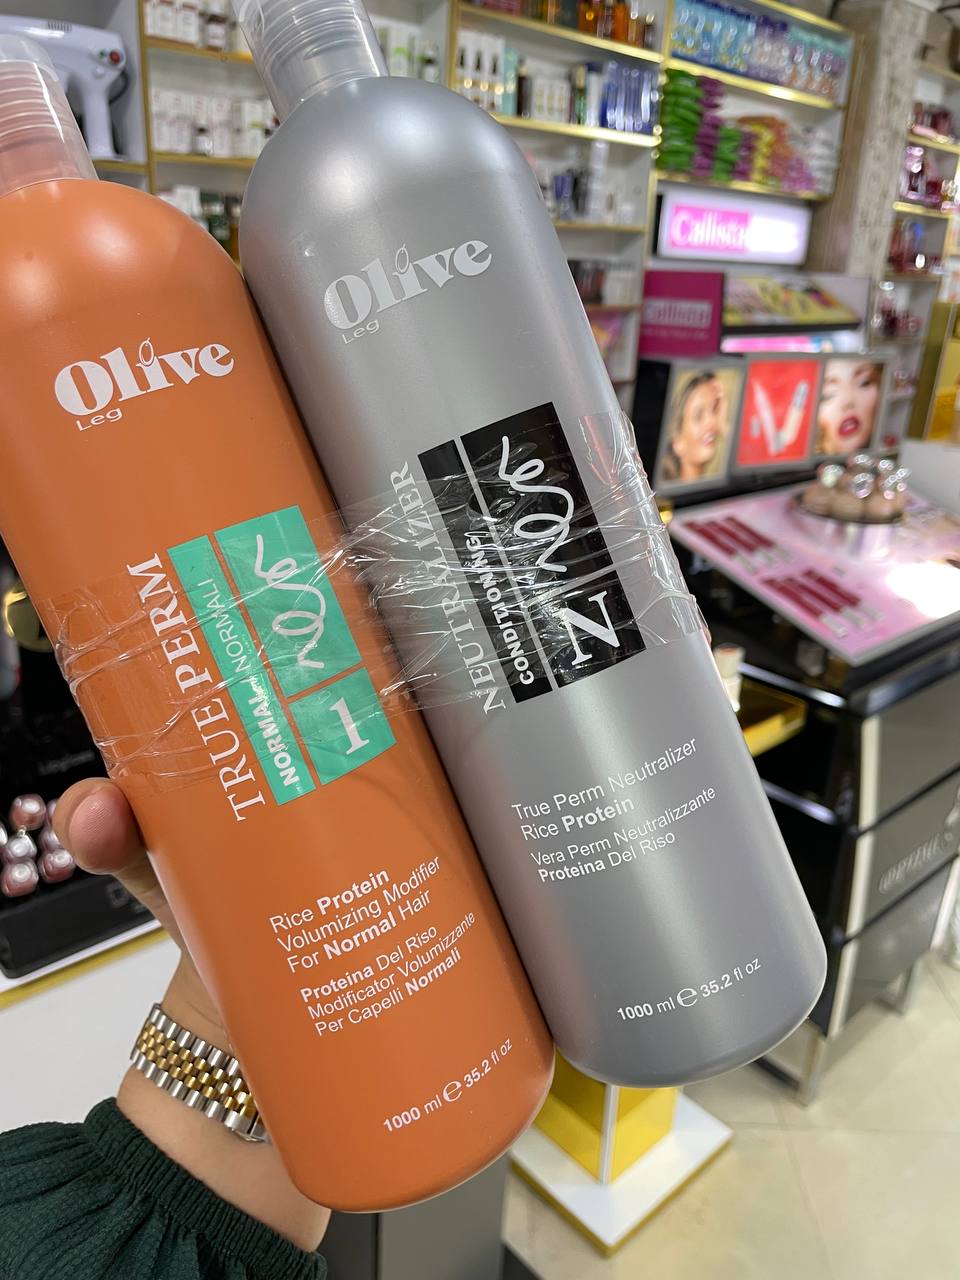 Olive
Leg
TRUE PERM
NORMAL NORMALI
1
Rice Protein
Volumizing Modifier
For Normal Hair
Proteina Del Riso
Modificator Volumizzante
Per Capelli Normali
1000 ml e 35.2 fl oz
Olive
Leg
NEUTRALIZER
CONDITIONING
N
True Perm Neutralizer
Rice Protein
Vera Perm Neutralizzante
Proteina Del Riso
1000 ml e 35.2 fl oz
Callista
Callista